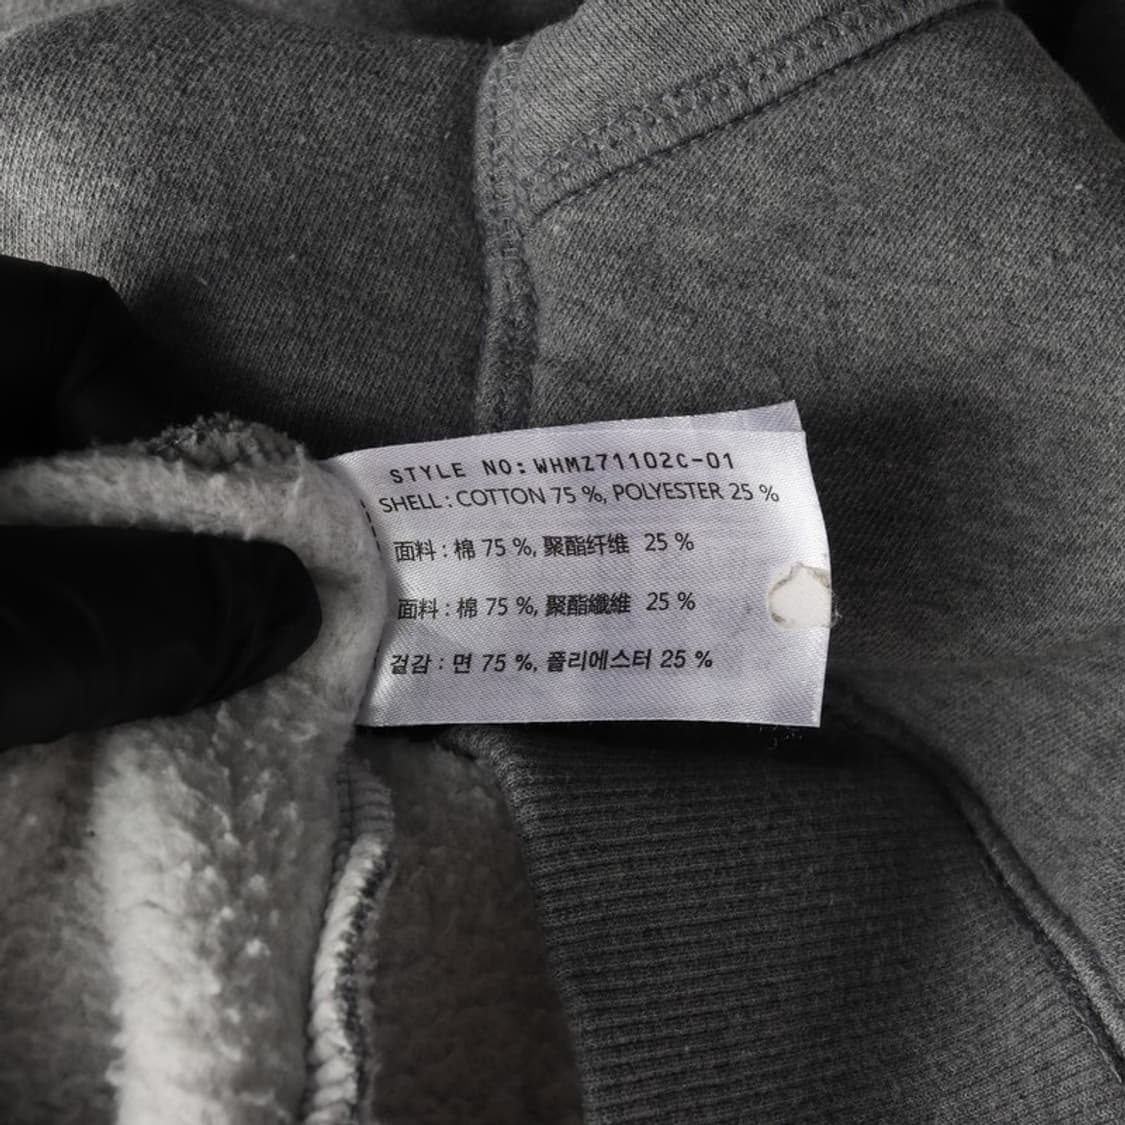 STYLE NO: WHMZ71102C-01
SHELL : COTTON 75 %, POLYESTER 25 %
面料 : 棉 75 %, 聚酯纤维 25 %
面料 : 棉 75 %, 聚酯纖維 25 %
겉감 : 면 75 %, 폴리에스터 25 %